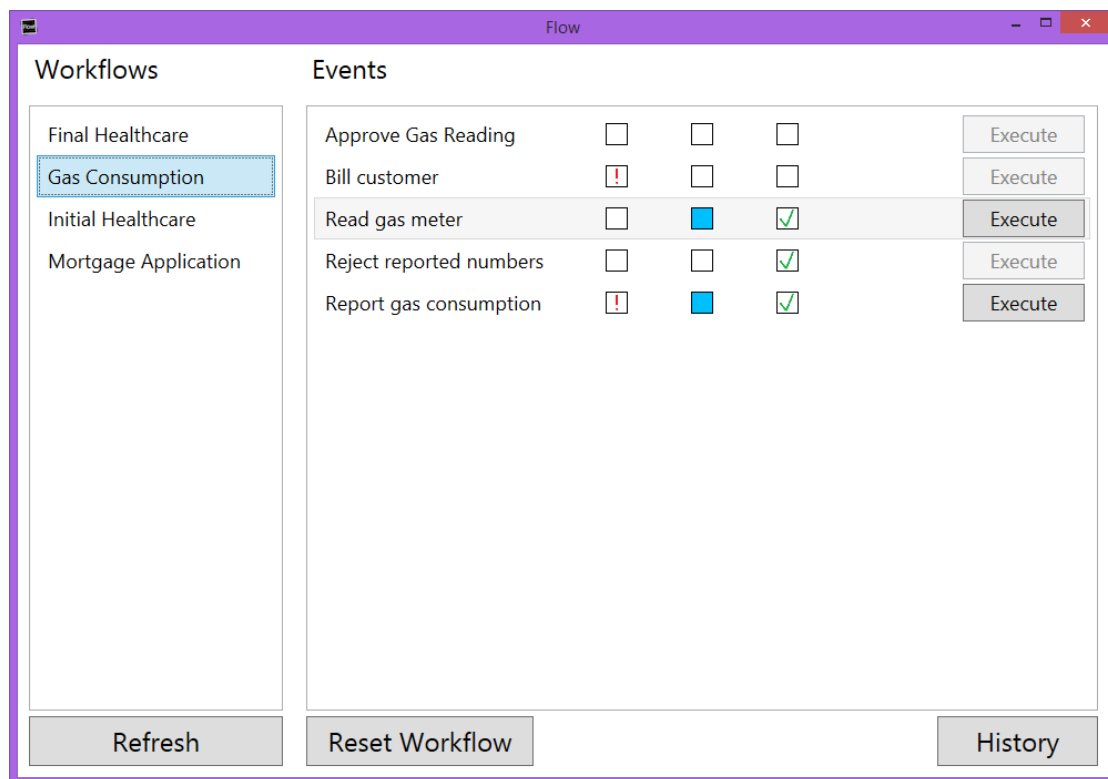 Flow
Workflows
Events
Final Healthcare
Gas Consumption
Initial Healthcare
Mortgage Application
Approve Gas Reading Execute
Bill customer ! Execute
Read gas meter Execute
Reject reported numbers Execute
Report gas consumption ! Execute
Refresh
Reset Workflow
History